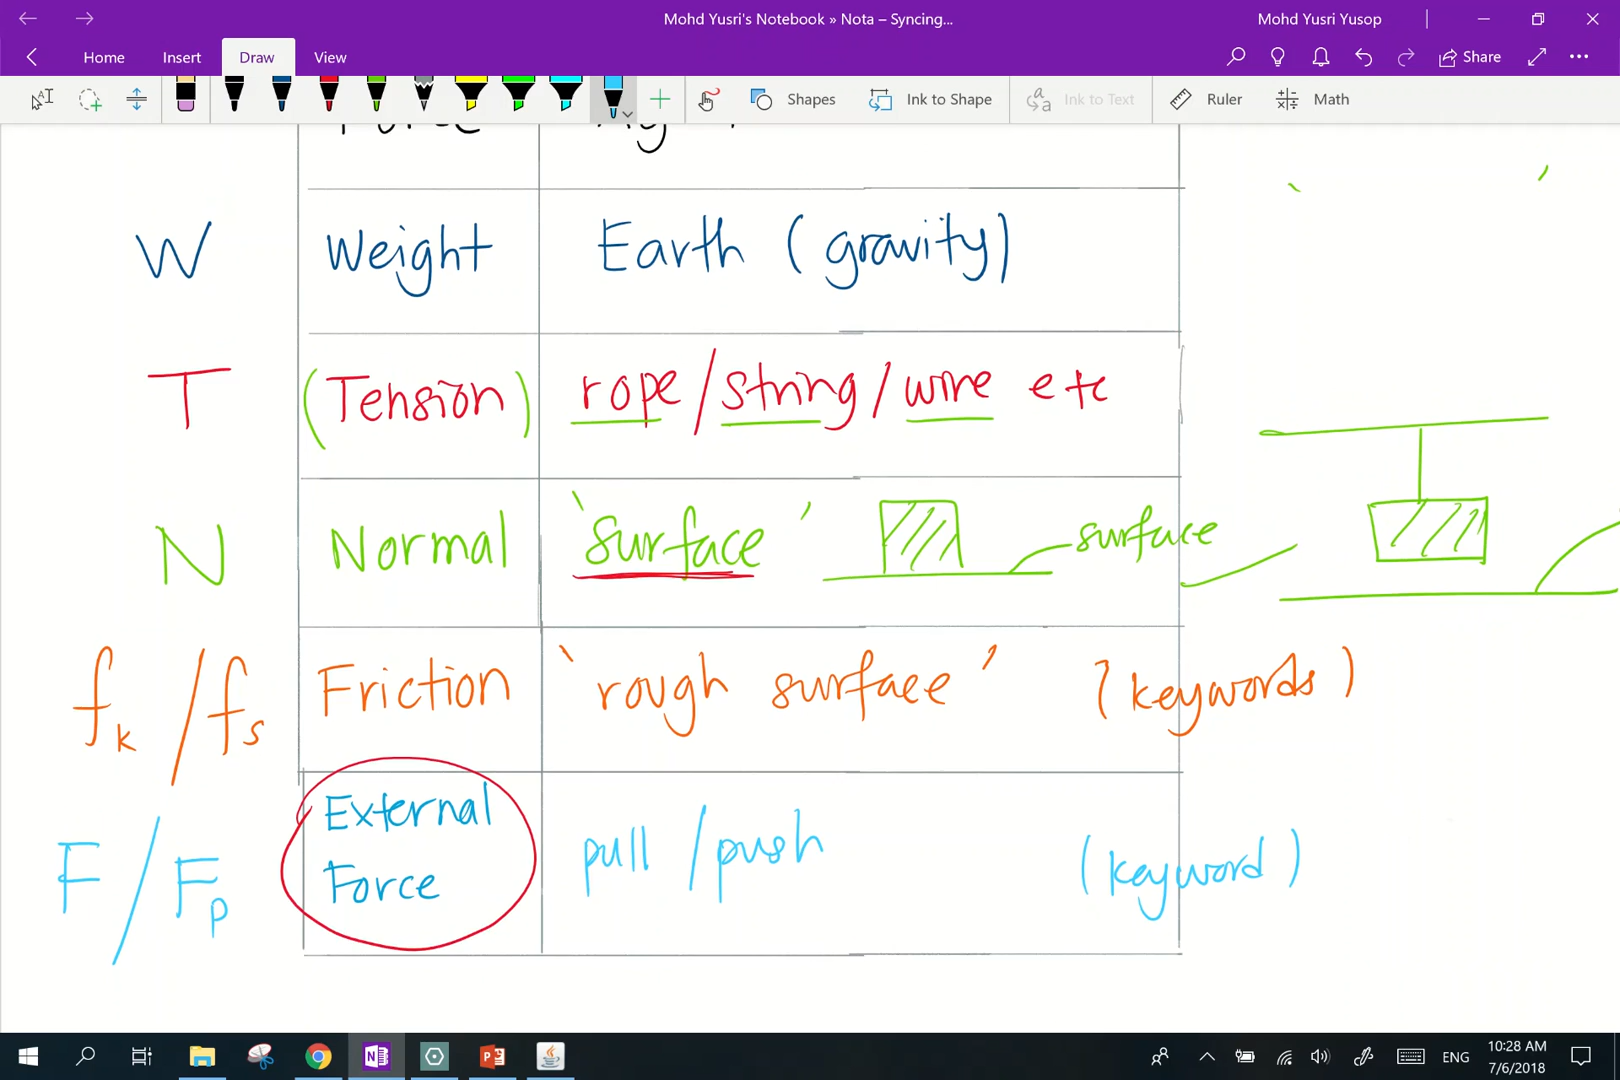 Mohd Yusri's Notebook » Nota – Syncing...
Mohd Yusri Yusop
Home Insert Draw View
Share
Shapes
Ink to Shape
Ink to Text
Ruler
Math
Force
W Weight Earth (gravity)
T (Tension) rope/string/wire etc
N Normal 'surface' surface
fk/fs Friction 'rough surface' (keywords)
External
F/Fp Force pull/push (keyword)
ENG
10:28 AM
7/6/2018